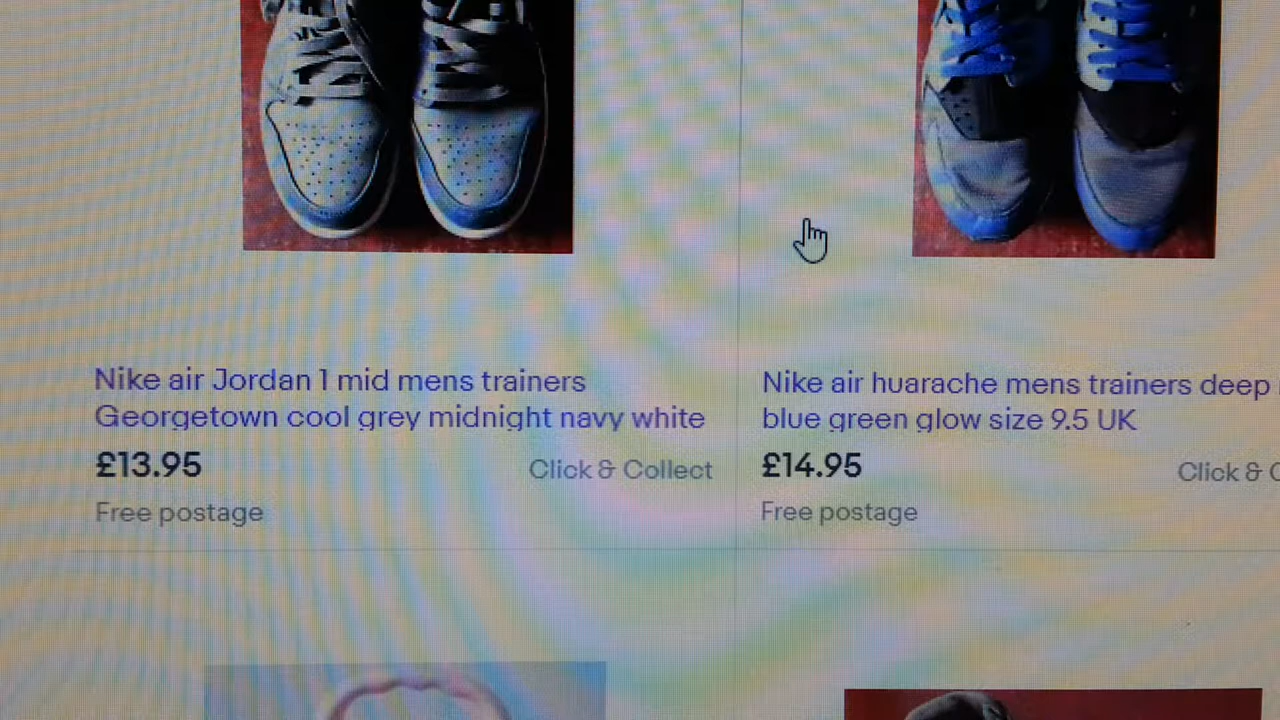 Nike air Jordan 1 mid mens trainers
Georgetown cool grey midnight navy white
£13.95
Click & Collect
Free postage
Nike air huarache mens trainers deep
blue green glow size 9.5 UK
£14.95
Click &
Free postage